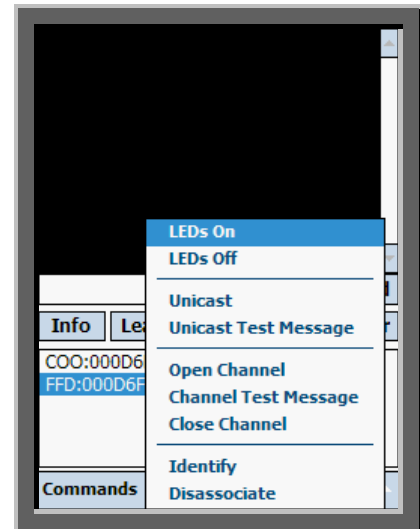 LEDs On
LEDs Off
Unicast
Info
Unicast Test Message
COO:000D6
Open Channel
FFD:000D6F
Channel Test Message
Close Channel
Identify
Commands
Disassociate